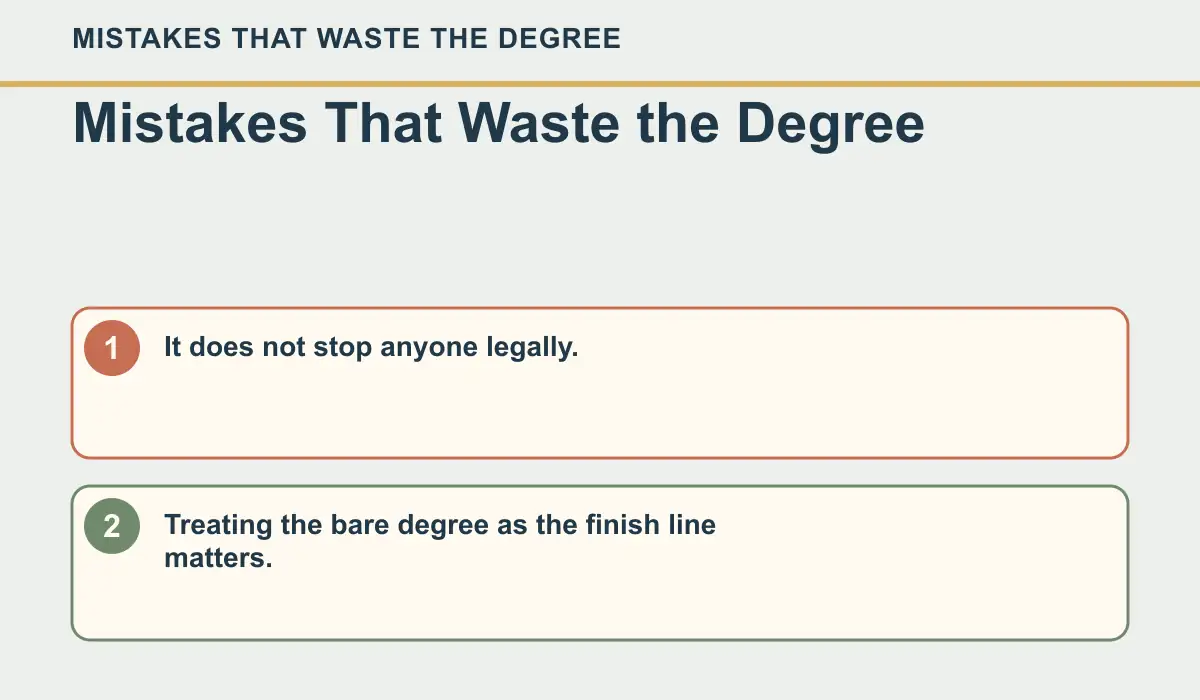 MISTAKES THAT WASTE THE DEGREE
Mistakes That Waste the Degree
1
It does not stop anyone legally.
2
Treating the bare degree as the finish line
matters.